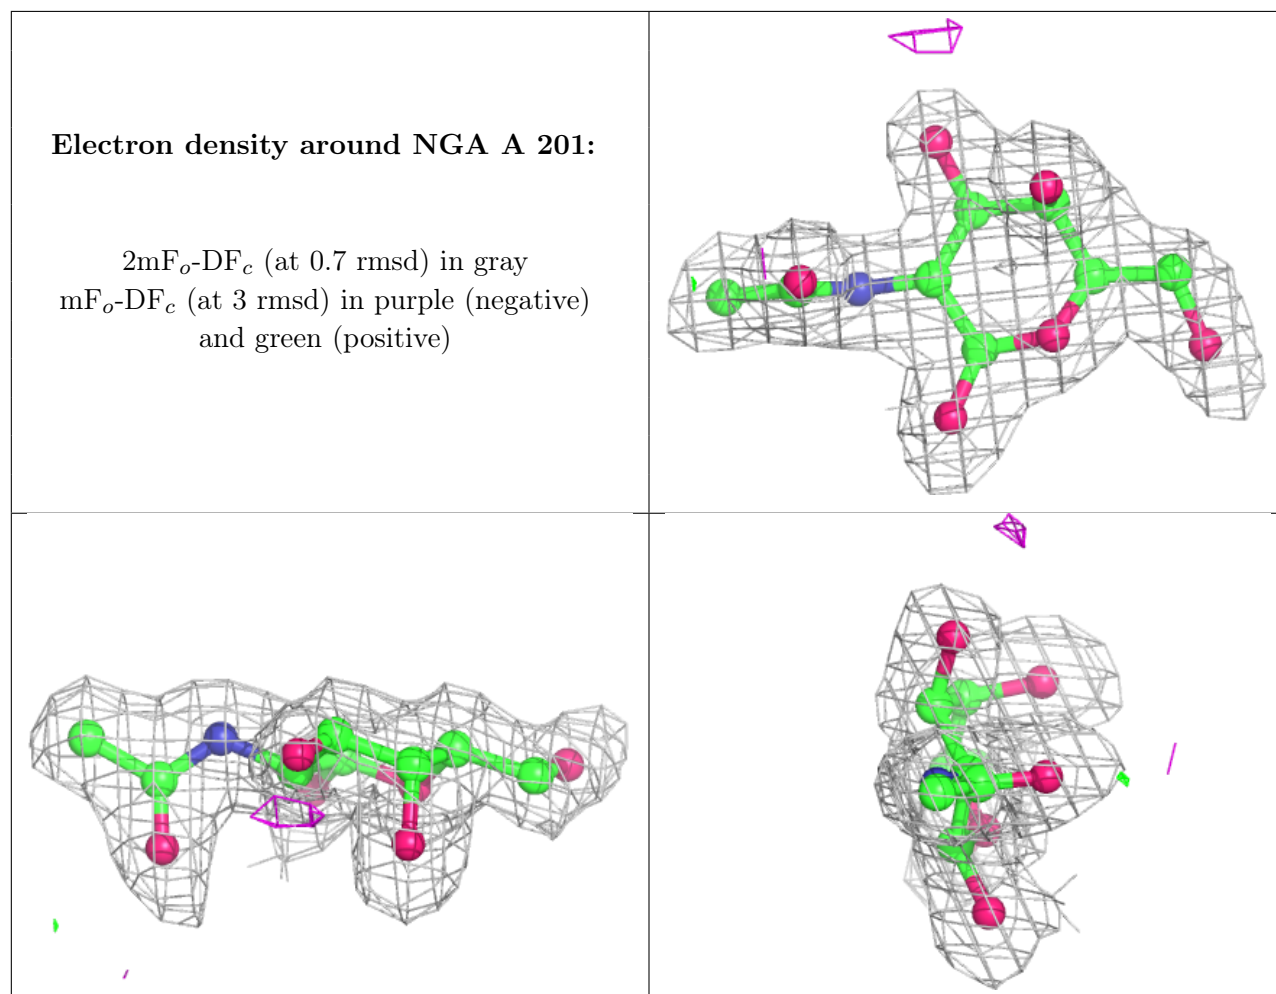 Electron density around NGA A 201:
2mFₒ-DF𝒸 (at 0.7 rmsd) in gray
mFₒ-DF𝒸 (at 3 rmsd) in purple (negative)
and green (positive)